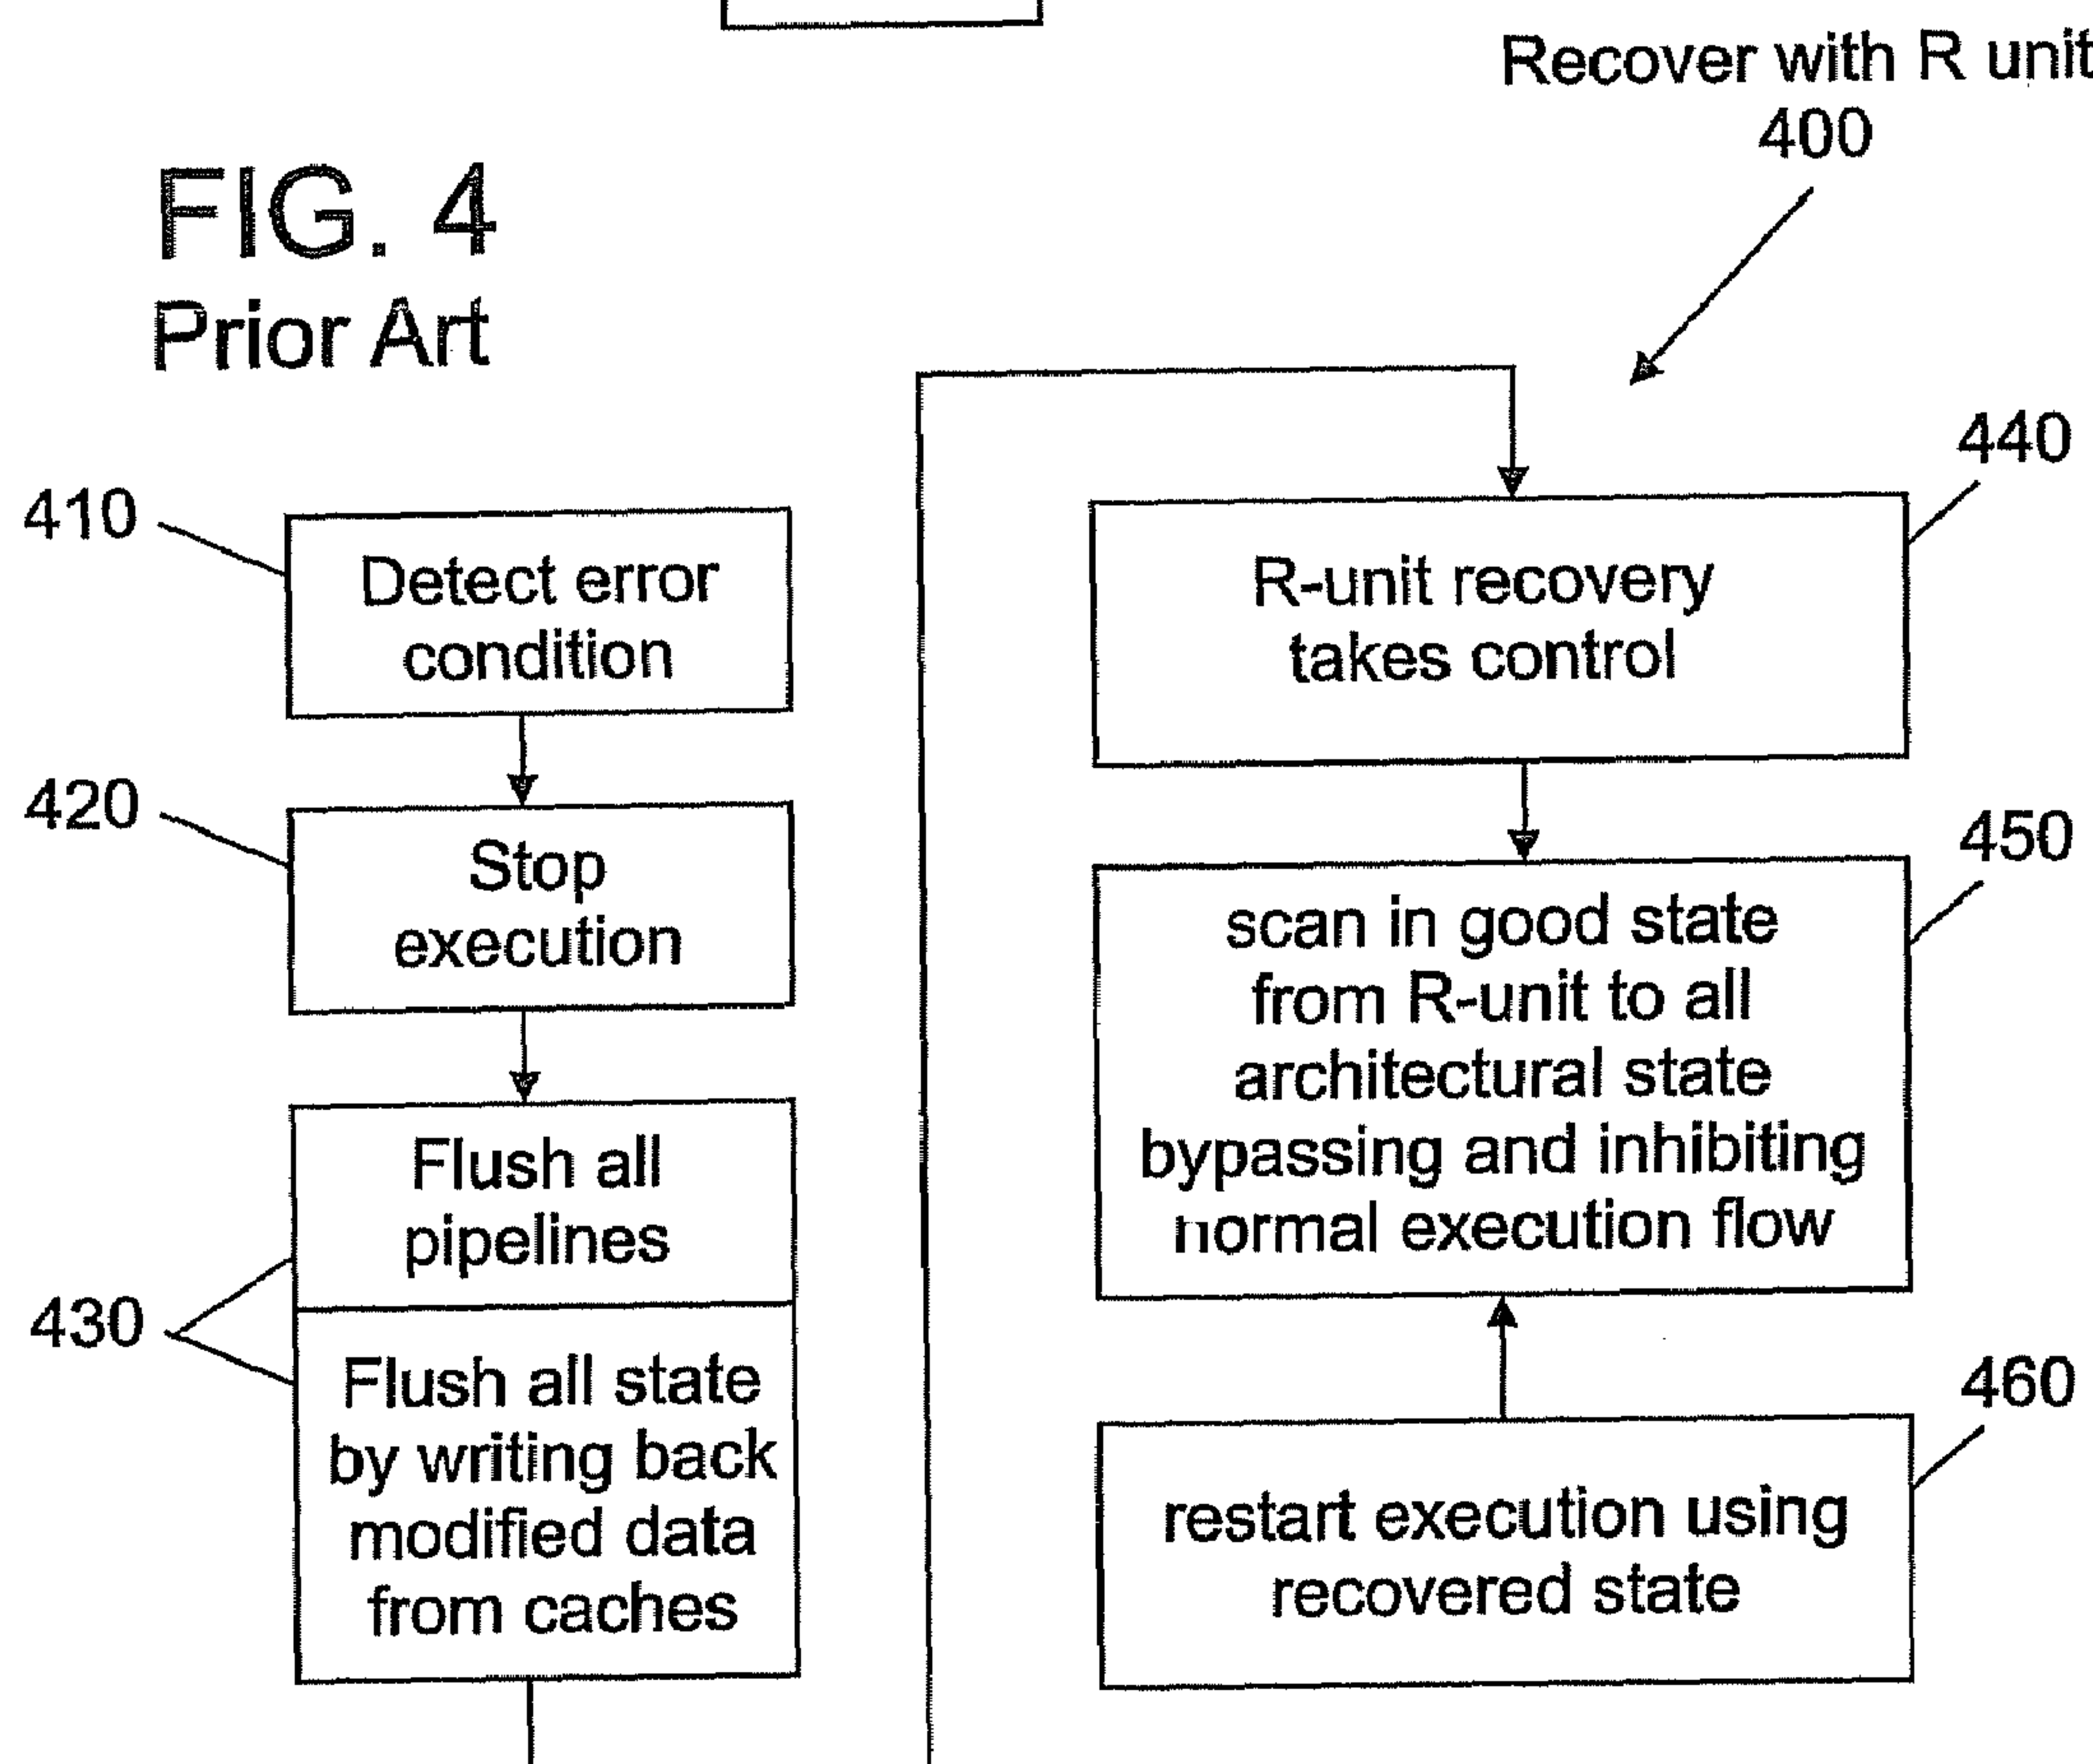 Recover with R unit
400
FIG. 4
Prior Art
410
Detect error
condition
420
Stop
execution
430
Flush all
pipelines
Flush all state
by writing back
modified data
from caches
440
R-unit recovery
takes control
450
scan in good state
from R-unit to all
architectural state
bypassing and inhibiting
normal execution flow
460
restart execution using
recovered state